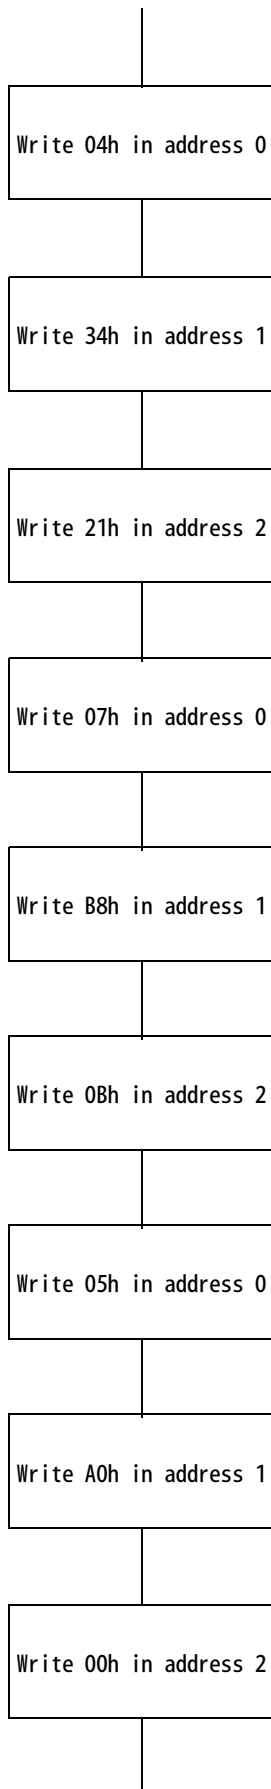 Write 04h in address 0
Write 34h in address 1
Write 21h in address 2
Write 07h in address 0
Write B8h in address 1
Write 0Bh in address 2
Write 05h in address 0
Write A0h in address 1
Write 00h in address 2